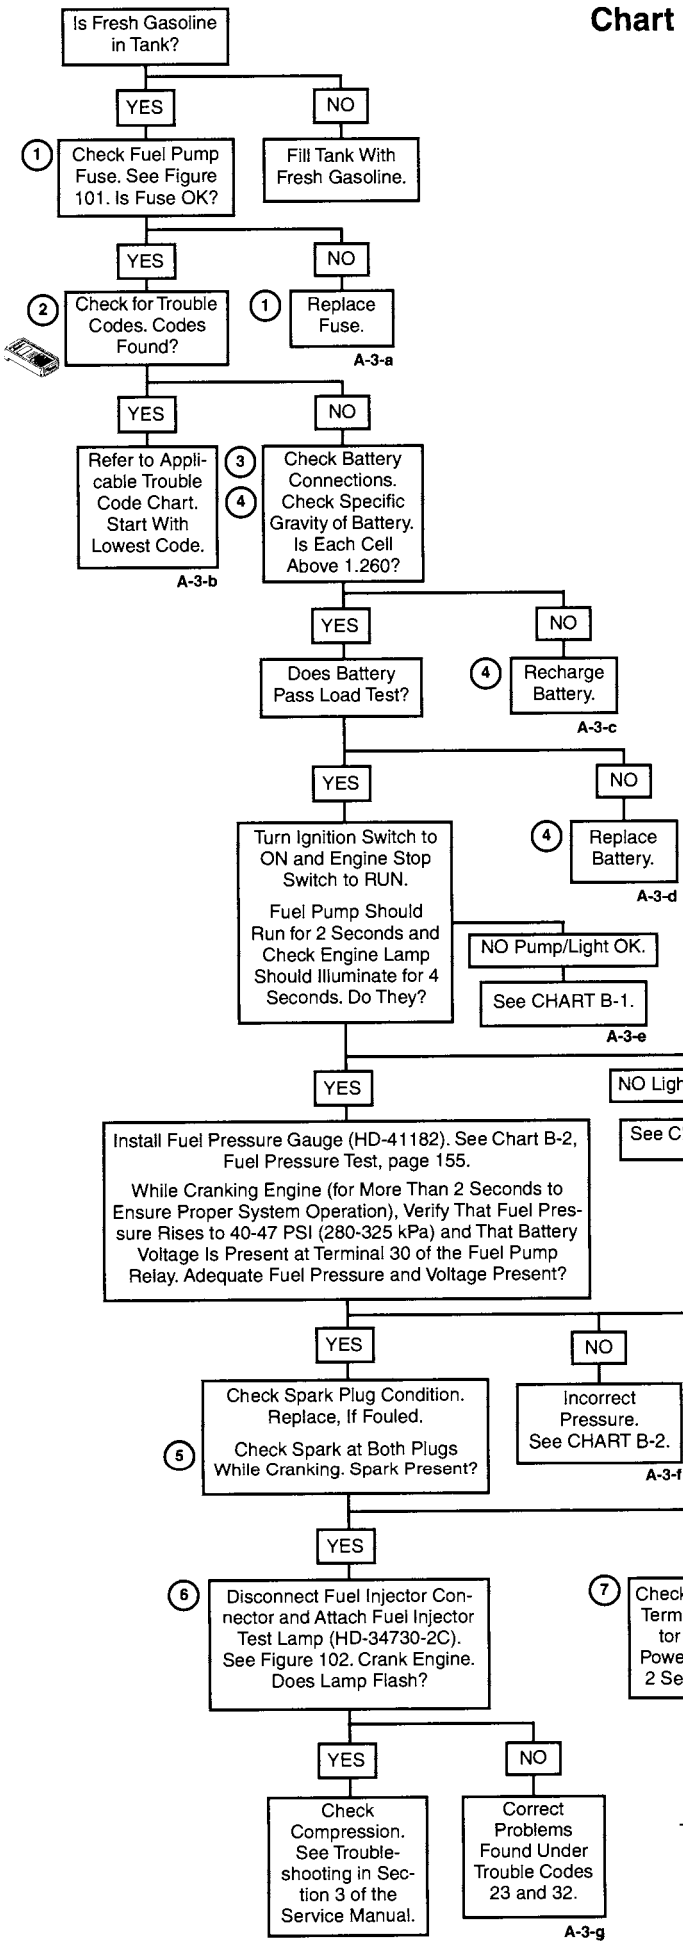 Chart
Is Fresh Gasoline
in Tank?
YES
NO
1
Check Fuel Pump
Fuse. See Figure
101. Is Fuse OK?
Fill Tank With
Fresh Gasoline.
YES
NO
2
Check for Trouble
Codes. Codes
Found?
1
Replace
Fuse.
A-3-a
YES
NO
Refer to Appli-
cable Trouble
Code Chart.
Start With
Lowest Code.
A-3-b
3
4
Check Battery
Connections.
Check Specific
Gravity of Battery.
Is Each Cell
Above 1.260?
YES
NO
Does Battery
Pass Load Test?
4
Recharge
Battery.
A-3-c
YES
NO
Turn Ignition Switch to
ON and Engine Stop
Switch to RUN.
Fuel Pump Should
Run for 2 Seconds and
Check Engine Lamp
Should Illuminate for 4
Seconds. Do They?
4
Replace
Battery.
A-3-d
NO Pump/Light OK.
See CHART B-1.
A-3-e
YES
NO Ligh
See C
Install Fuel Pressure Gauge (HD-41182). See Chart B-2,
Fuel Pressure Test, page 155.
While Cranking Engine (for More Than 2 Seconds to
Ensure Proper System Operation), Verify That Fuel Pres-
sure Rises to 40-47 PSI (280-325 kPa) and That Battery
Voltage Is Present at Terminal 30 of the Fuel Pump
Relay. Adequate Fuel Pressure and Voltage Present?
YES
NO
Check Spark Plug Condition.
Replace, If Fouled.
5
Check Spark at Both Plugs
While Cranking. Spark Present?
Incorrect
Pressure.
See CHART B-2.
A-3-f
YES
6
Disconnect Fuel Injector Con-
nector and Attach Fuel Injector
Test Lamp (HD-34730-2C).
See Figure 102. Crank Engine.
Does Lamp Flash?
7
Check
Term
tor
Powe
2 Se
YES
NO
Check
Compression.
See Trouble-
shooting in Sec-
tion 3 of the
Service Manual.
Correct
Problems
Found Under
Trouble Codes
23 and 32.
A-3-g